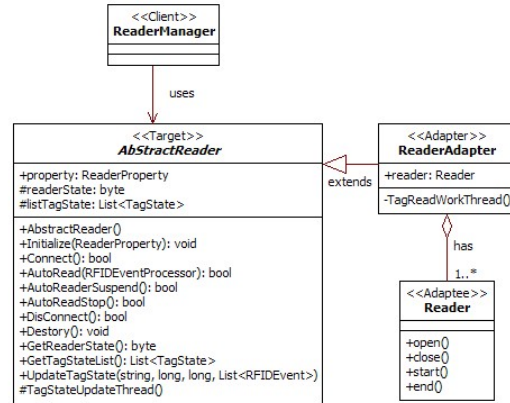 <<Client>>
ReaderManager
uses
<<Target>>
AbStractReader
+property: ReaderProperty
#readerState: byte
#listTagState: List<TagState>
+AbstractReader()
+Initialize(ReaderProperty): void
+Connect(): bool
+AutoRead(RFIDEventProcessor): bool
+AutoReaderSuspend(): bool
+AutoReadStop(): bool
+DisConnect(): bool
+Destory(): void
+GetReaderState(): byte
+GetTagStateList(): List<TagState>
+UpdateTagState(string, long, long, List<RFIDEvent>)
#TagStateUpdateThread()
extends
<<Adapter>>
ReaderAdapter
+reader: Reader
-TagReadWorkThread()
has
1..*
<<Adaptee>>
Reader
+open()
+close()
+start()
+end()